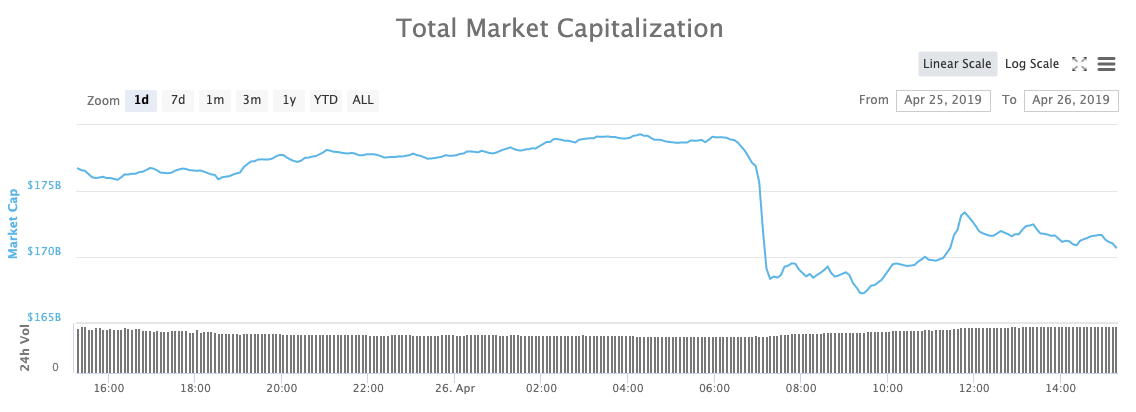 Total Market Capitalization
Linear Scale Log Scale
Zoom 1d 7d 1m 3m 1y YTD ALL From Apr 25, 2019 To Apr 26, 2019
Market Cap
$175B
$170B
$165B
24h Vol
0
16:00 18:00 20:00 22:00 26. Apr 02:00 04:00 06:00 08:00 10:00 12:00 14:00